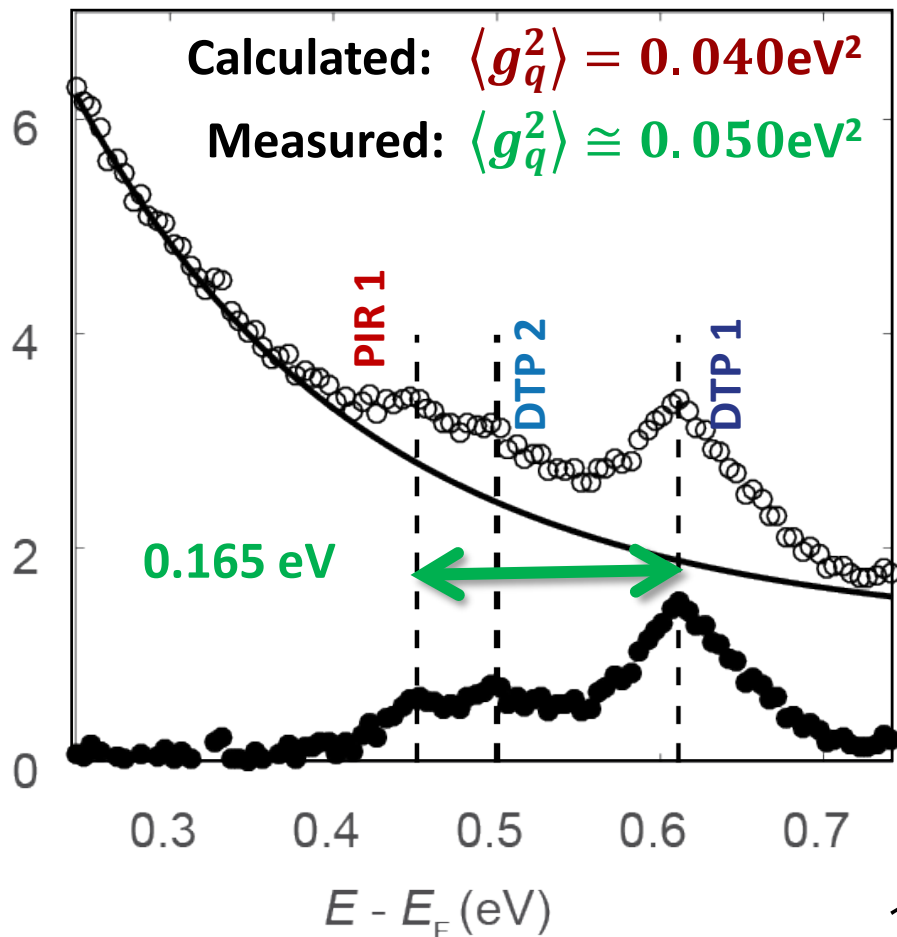 Calculated: ⟨g_q^2⟩ = 0.040eV²
Measured: ⟨g_q^2⟩ ≅ 0.050eV²
6
4
2
0
PIR 1
DTP 2
DTP 1
0.165 eV
0.3 0.4 0.5 0.6 0.7
E - E_F (eV)